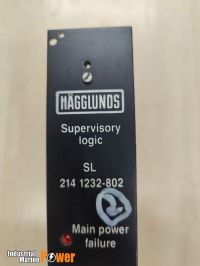 HÄGGLUNDS
Supervisory
logic
SL
214 1232-802
Main power
failure
Industrial
Marine
Power